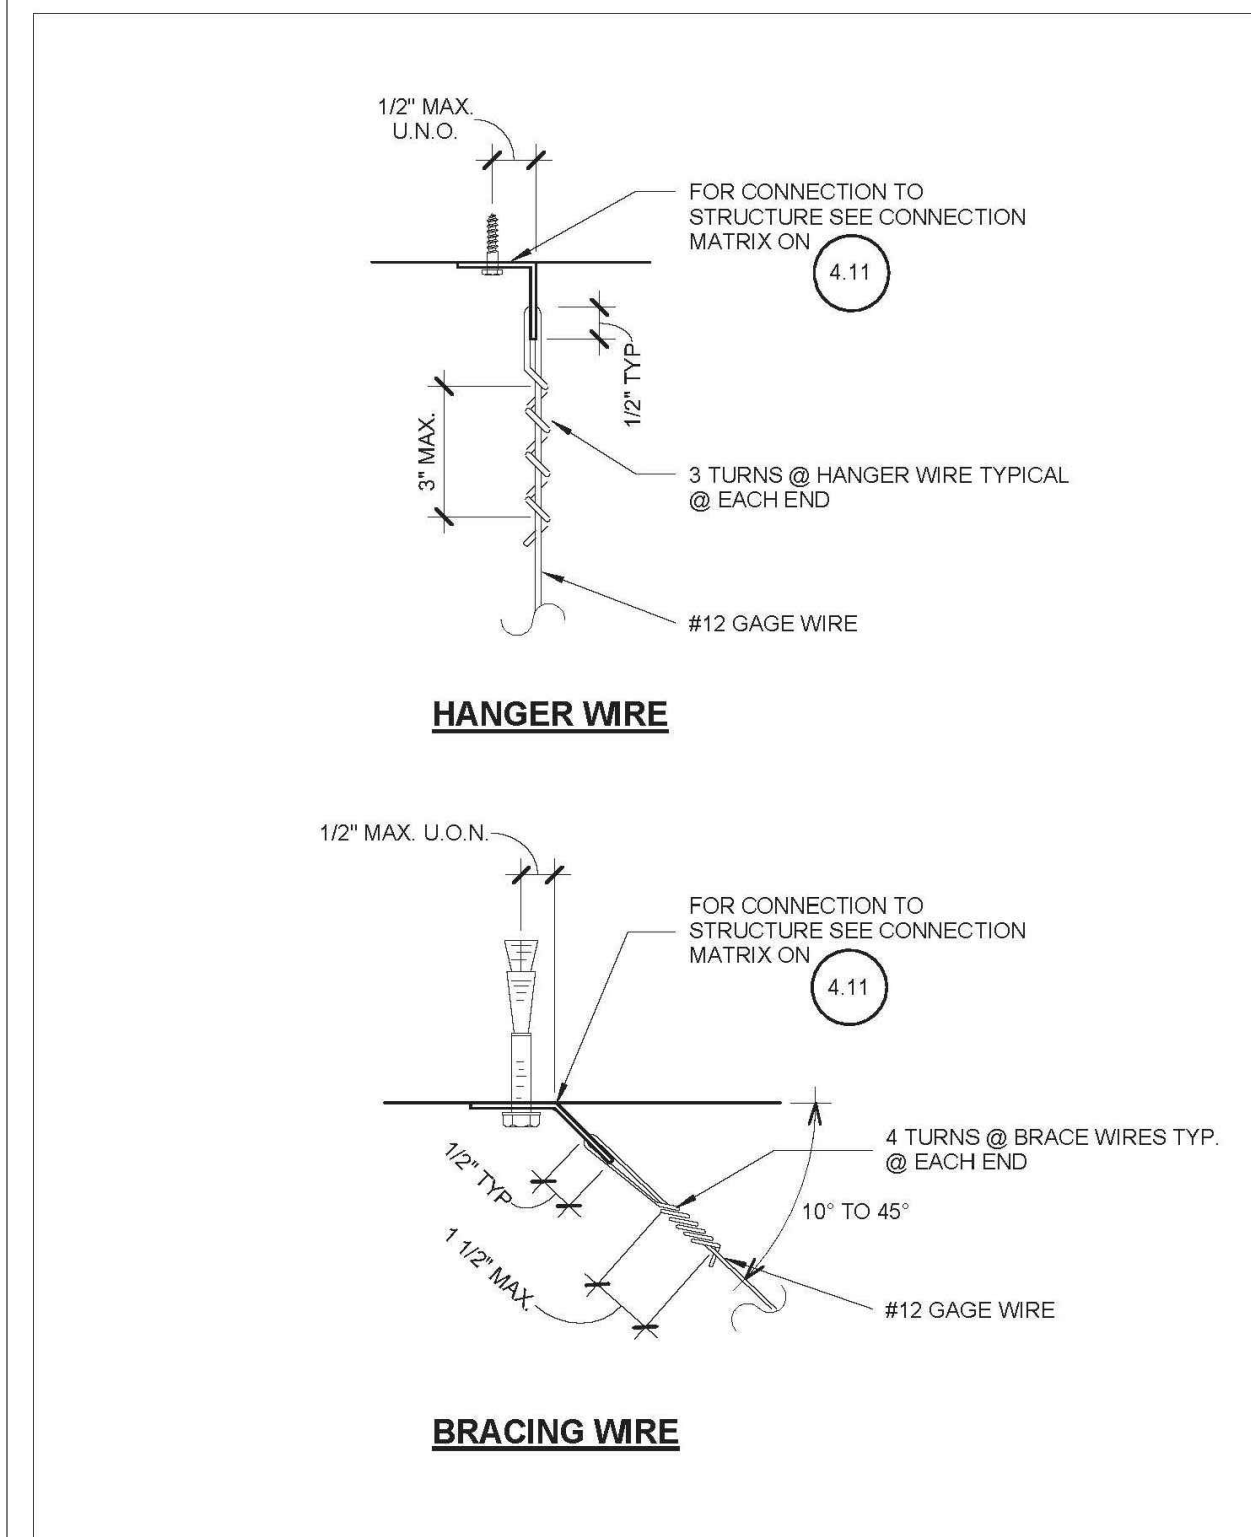 1/2" MAX.
U.N.O.
FOR CONNECTION TO
STRUCTURE SEE CONNECTION
MATRIX ON
4.11
1/2" TYP
3" MAX.
3 TURNS @ HANGER WIRE TYPICAL
@ EACH END
#12 GAGE WIRE
HANGER WIRE
1/2" MAX. U.O.N.
FOR CONNECTION TO
STRUCTURE SEE CONNECTION
MATRIX ON
4.11
4 TURNS @ BRACE WIRES TYP.
@ EACH END
1/2" TYP
10° TO 45°
1 1/2" MAX.
#12 GAGE WIRE
BRACING WIRE